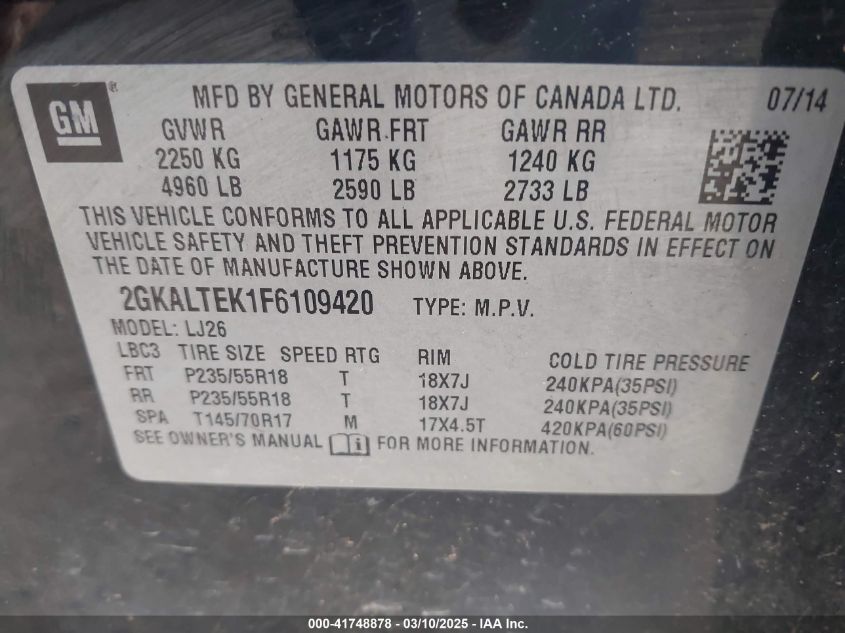 GM ®
MFD BY GENERAL MOTORS OF CANADA LTD. 07/14
GVWR GAWR FRT GAWR RR
2250 KG 1175 KG 1240 KG
4960 LB 2590 LB 2733 LB
THIS VEHICLE CONFORMS TO ALL APPLICABLE U.S. FEDERAL MOTOR
VEHICLE SAFETY AND THEFT PREVENTION STANDARDS IN EFFECT ON
THE DATE OF MANUFACTURE SHOWN ABOVE.
2GKALTEK1F6109420 TYPE: M.P.V.
MODEL: LJ26
LBC3 TIRE SIZE SPEED RTG RIM COLD TIRE PRESSURE
FRT P235/55R18 T 18X7J 240KPA(35PSI)
RR P235/55R18 T 18X7J 240KPA(35PSI)
SPA T145/70R17 M 17X4.5T 420KPA(60PSI)
SEE OWNER'S MANUAL i FOR MORE INFORMATION.
000-41748878 - 03/10/2025 - IAA Inc.